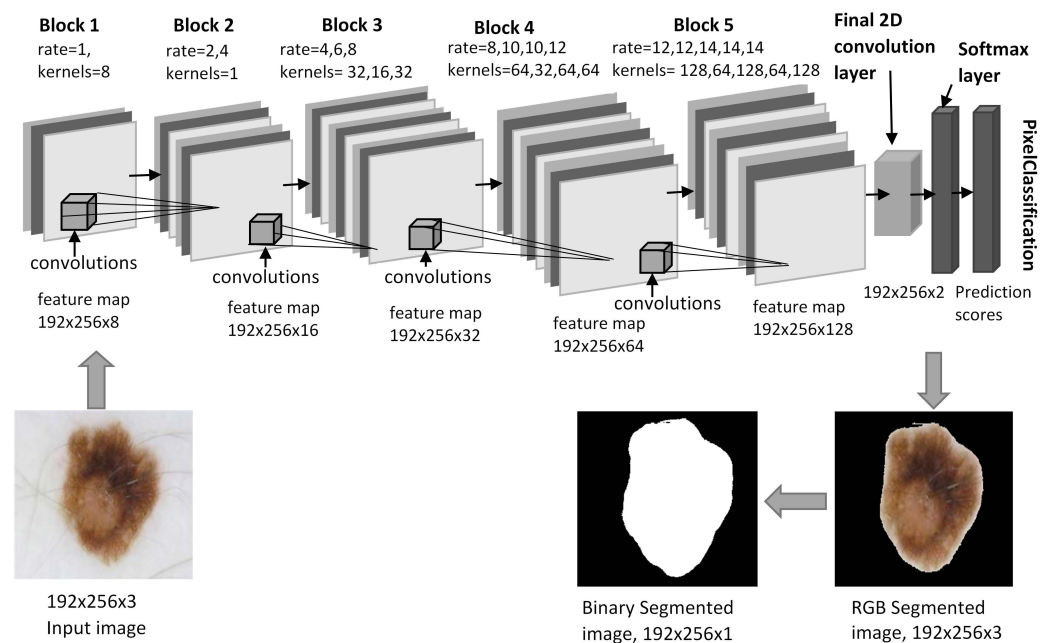 Block 1
rate=1,
kernels=8
Block 2
rate=2,4
kernels=1
Block 3
rate=4,6,8
kernels= 32,16,32
Block 4
rate=8,10,10,12
kernels=64,32,64,64
Block 5
rate=12,12,14,14,14
kernels= 128,64,128,64,128
Final 2D
convolution
layer
Softmax
layer
PixelClassification
convolutions
convolutions
convolutions
convolutions
feature map
192x256x8
feature map
192x256x16
feature map
192x256x32
feature map
192x256x64
feature map
192x256x128
192x256x2
Prediction
scores
192x256x3
Input image
Binary Segmented
image, 192x256x1
RGB Segmented
image, 192x256x3